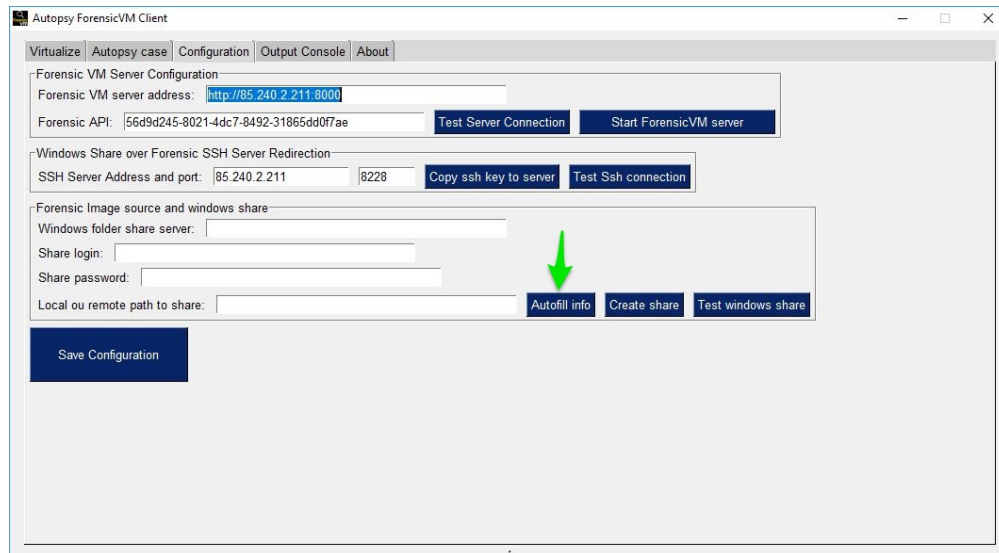 Autopsy ForensicVM Client
Virtualize Autopsy case Configuration Output Console About
Forensic VM Server Configuration
Forensic VM server address: http://85.240.2.211:8000
Forensic API: 56d9d245-8021-4dc7-8492-31865dd0f7ae Test Server Connection Start ForensicVM server
Windows Share over Forensic SSH Server Redirection
SSH Server Address and port: 85.240.2.211 8228 Copy ssh key to server Test Ssh connection
Forensic Image source and windows share
Windows folder share server:
Share login:
Share password:
Local ou remote path to share: Autofill info Create share Test windows share
Save Configuration